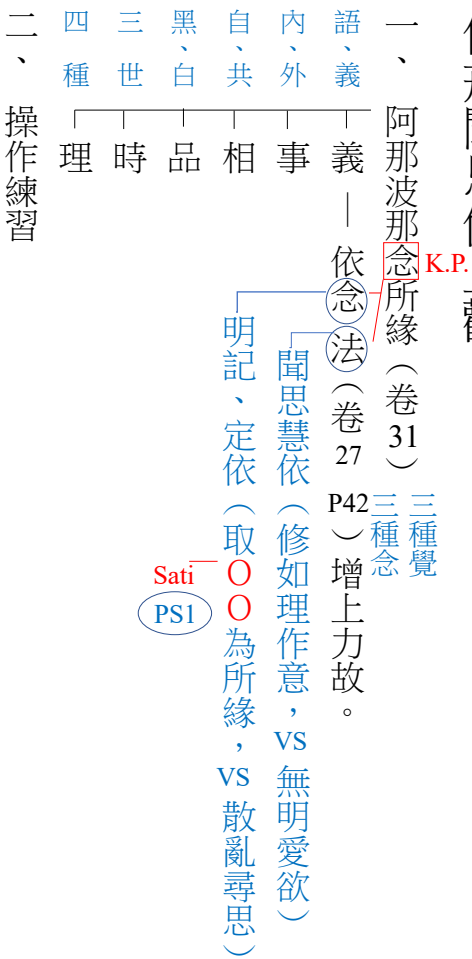 K.P.
一、 阿那波那念所緣（卷31）
三種覺
三種念
語、義 義 — 依念法（卷27 P42）增上力故。
內、外 事
聞思慧依（修如理作意，VS 無明愛欲）
自、共 相
明記、定依（取ＯＯ為所緣，VS 散亂尋思）
Sati
PS1
黑、白 品
三世 時
四種 理
二、 操作練習